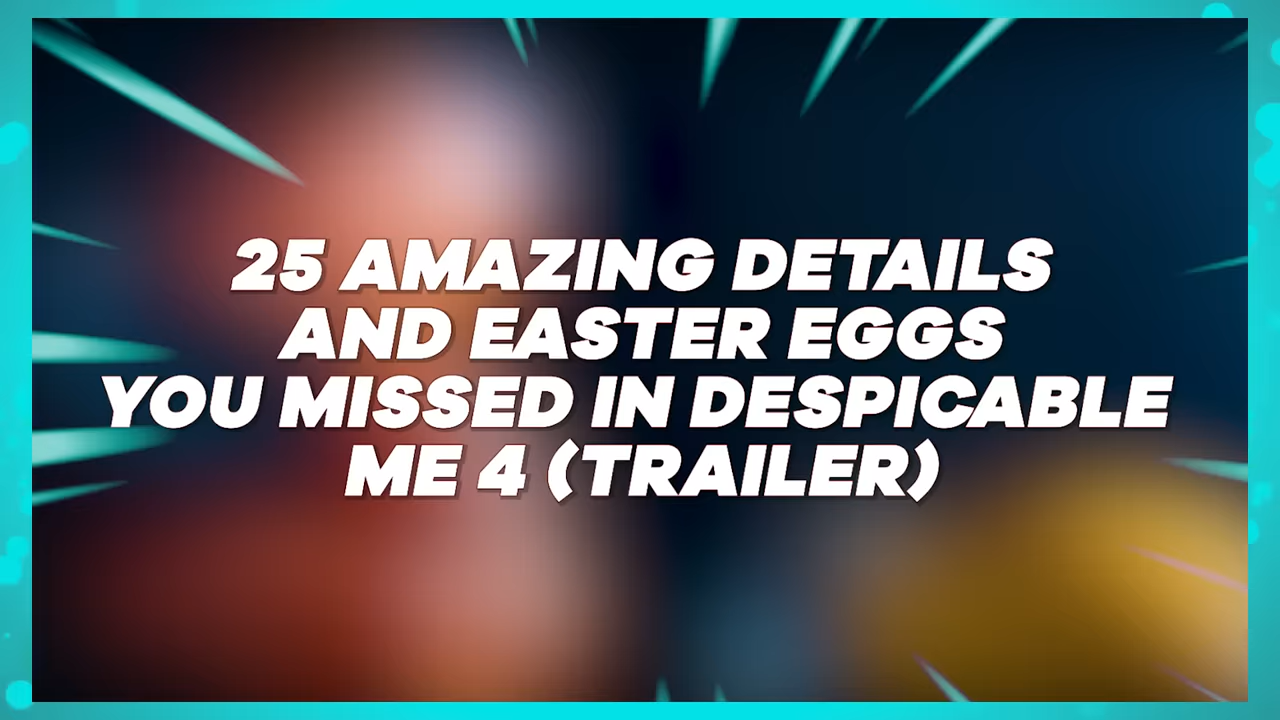 25 AMAZING DETAILS
AND EASTER EGGS
YOU MISSED IN DESPICABLE
ME 4 (TRAILER)